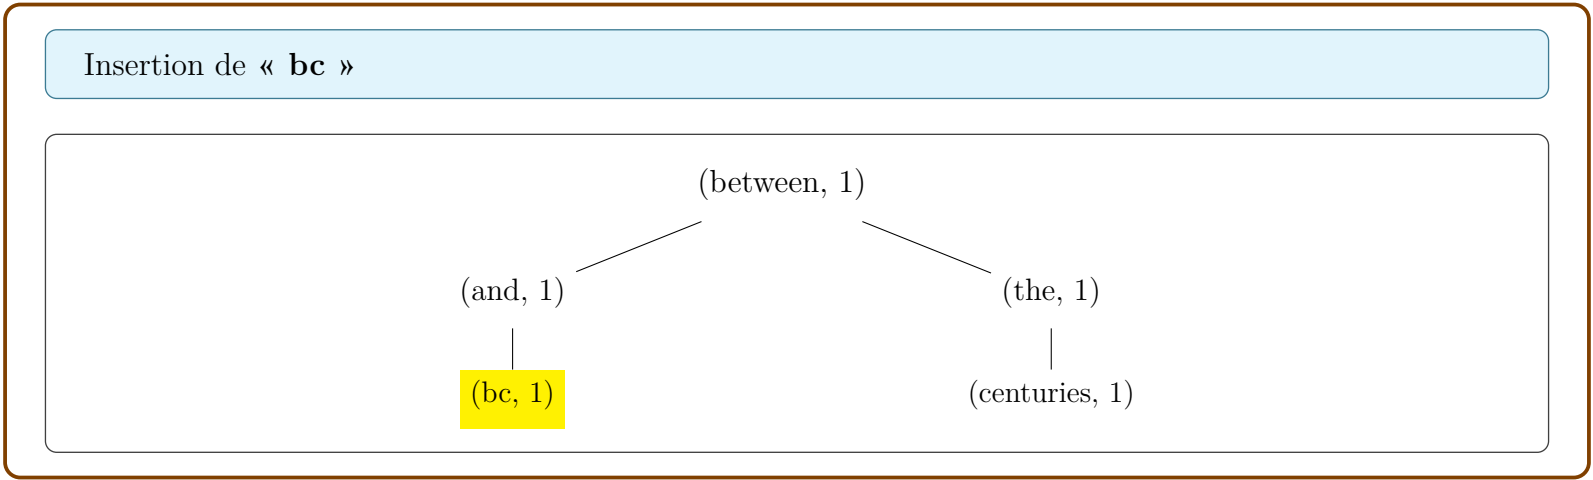 Insertion de « bc »
(between, 1)
(and, 1) (the, 1)
(bc, 1) (centuries, 1)